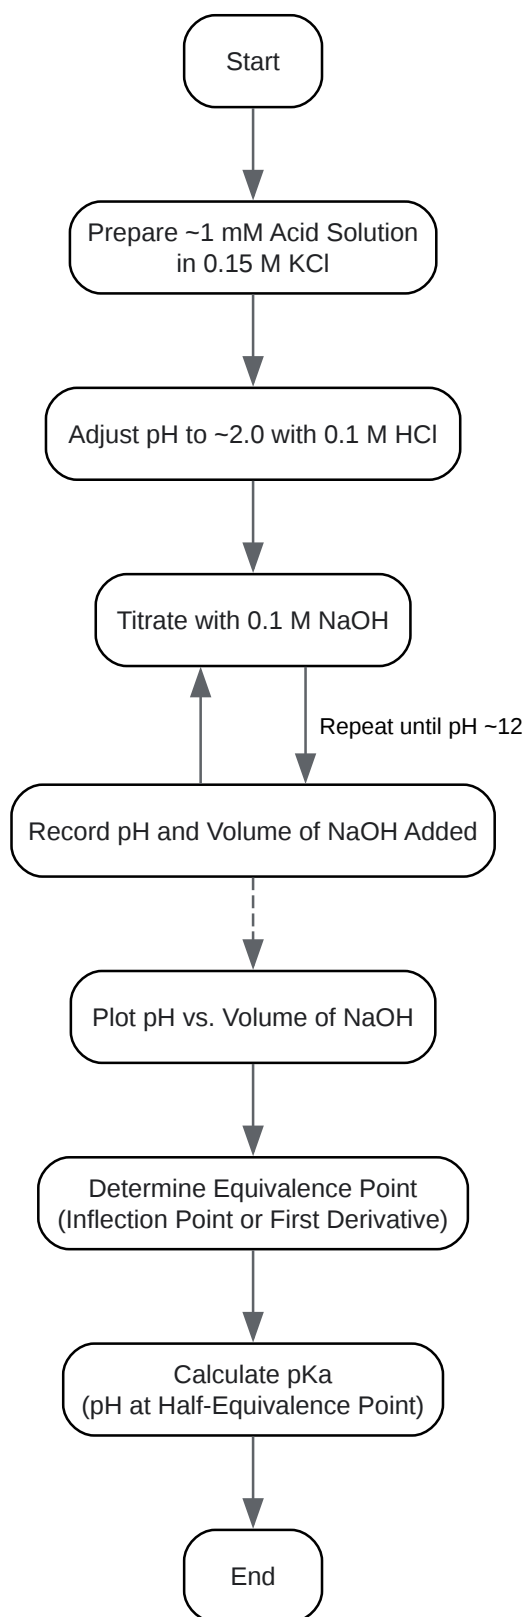 Start
Prepare ~1 mM Acid Solution
in 0.15 M KCl
Adjust pH to ~2.0 with 0.1 M HCl
Titrate with 0.1 M NaOH
Repeat until pH ~12
Record pH and Volume of NaOH Added
Plot pH vs. Volume of NaOH
Determine Equivalence Point
(Inflection Point or First Derivative)
Calculate pKa
(pH at Half-Equivalence Point)
End